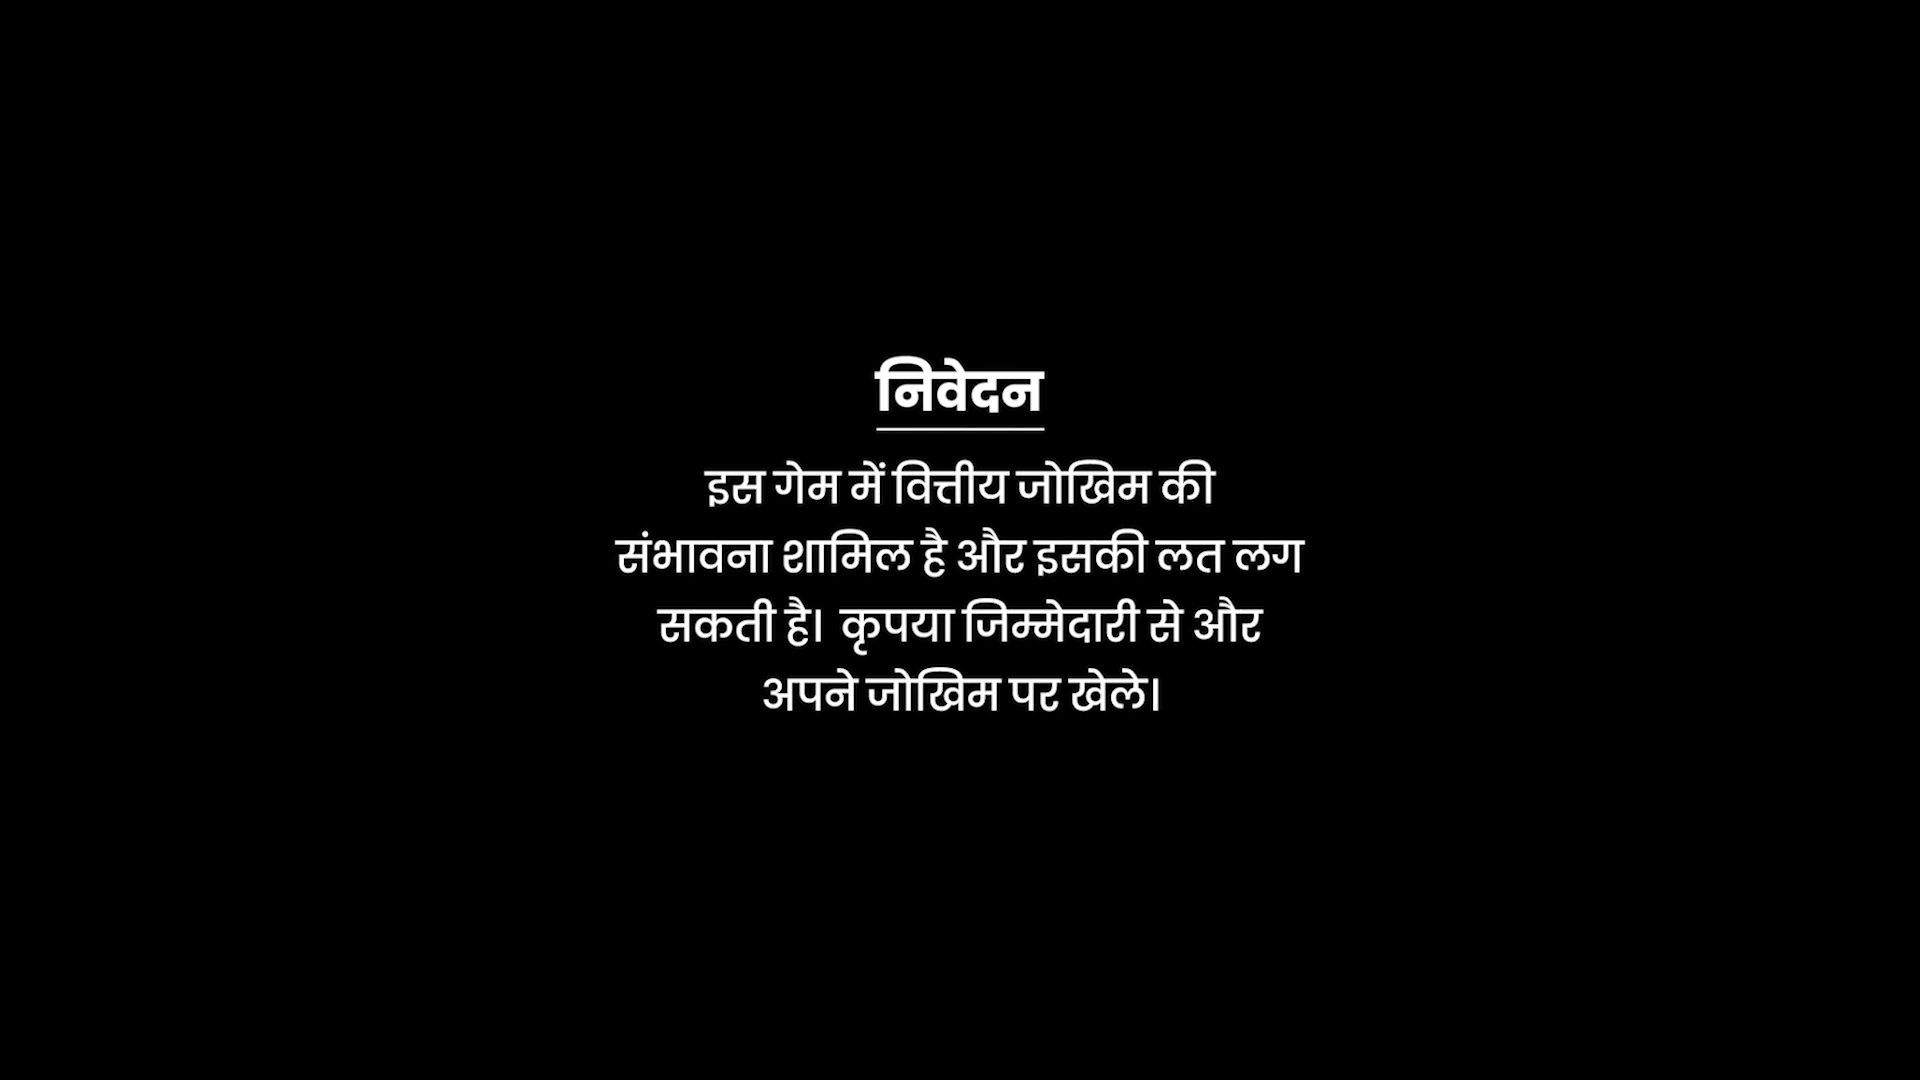 निवेदन
इस गेम में वित्तीय जोखिम की
संभावना शामिल है और इसकी लत लग
सकती है। कृपया जिम्मेदारी से और
अपने जोखिम पर खेले।